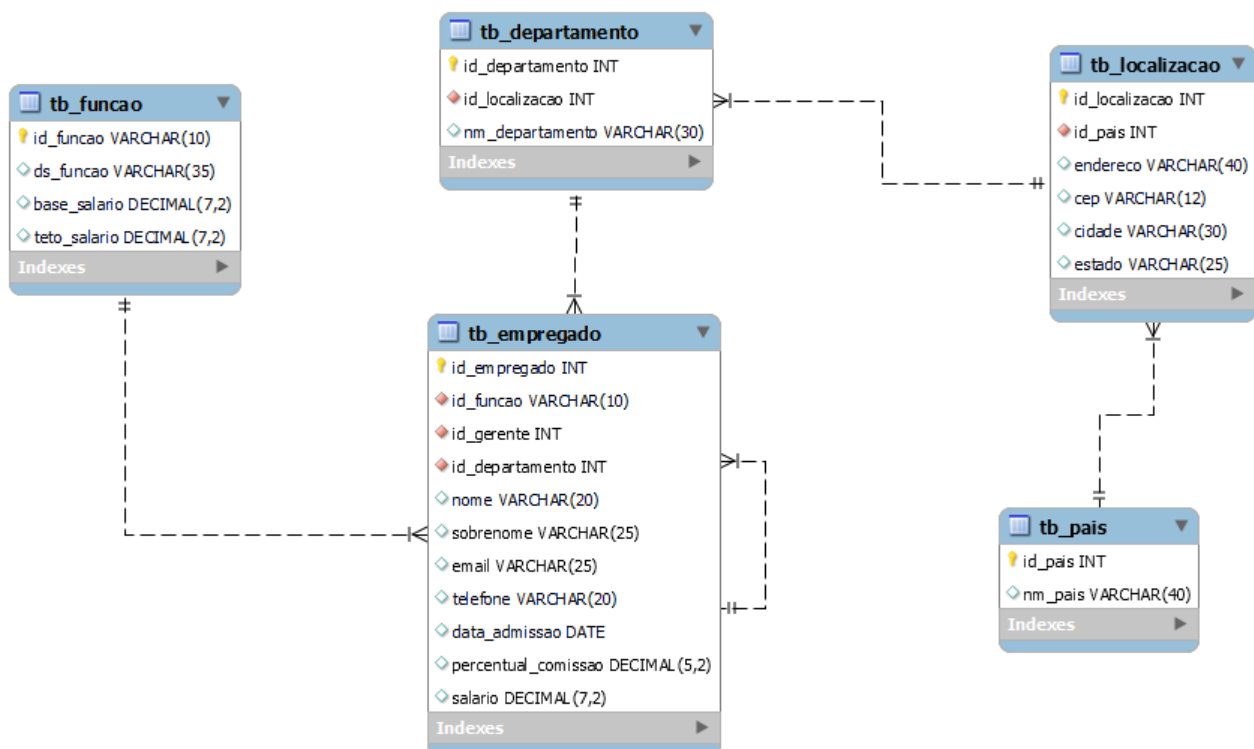 tb_departamento
id_departamento INT
id_localizacao INT
nm_departamento VARCHAR(30)
Indexes
tb_localizacao
id_localizacao INT
id_pais INT
endereco VARCHAR(40)
cep VARCHAR(12)
cidade VARCHAR(30)
estado VARCHAR(25)
Indexes
tb_funcao
id_funcao VARCHAR(10)
ds_funcao VARCHAR(35)
base_salario DECIMAL(7,2)
teto_salario DECIMAL(7,2)
Indexes
tb_empregado
id_empregado INT
id_funcao VARCHAR(10)
id_gerente INT
id_departamento INT
nome VARCHAR(20)
sobrenome VARCHAR(25)
email VARCHAR(25)
telefone VARCHAR(20)
data_admissao DATE
percentual_comissao DECIMAL(5,2)
salario DECIMAL(7,2)
Indexes
tb_pais
id_pais INT
nm_pais VARCHAR(40)
Indexes